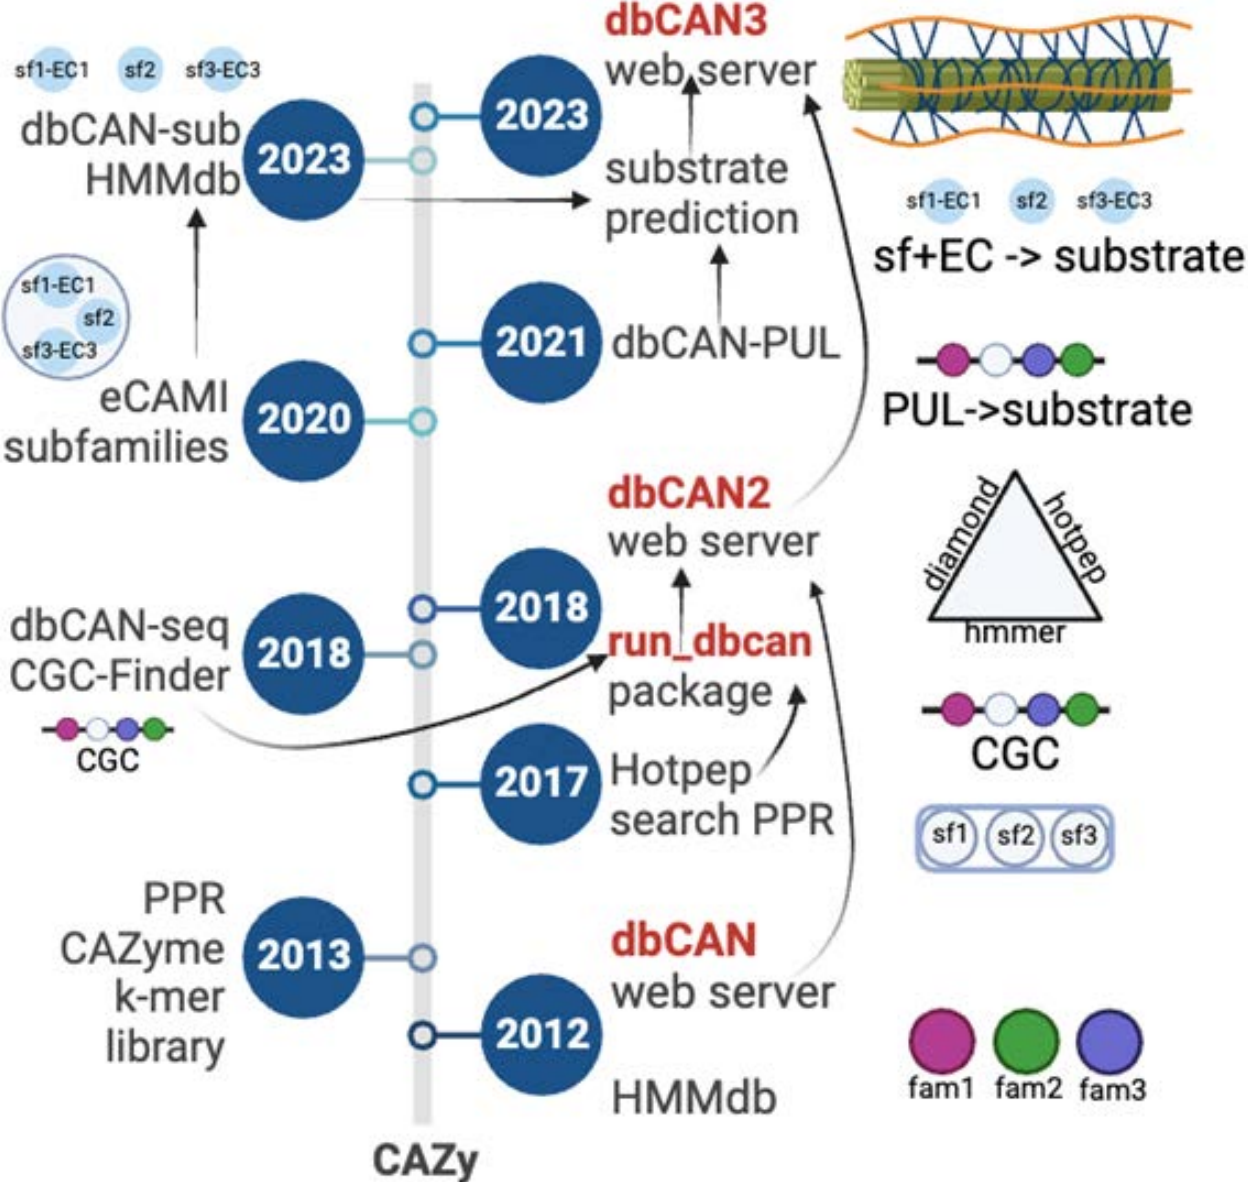 dbCAN3
web server
sf1-EC1 sf2 sf3-EC3
dbCAN-sub
HMMdb
2023
2023
substrate
prediction
sf1-EC1 sf2 sf3-EC3
sf+EC -> substrate
sf1-EC1
sf2
sf3-EC3
2021
dbCAN-PUL
PUL->substrate
eCAMI
subfamilies
2020
dbCAN2
web server
diamond
hotpep
hmmer
2018
run_dbcan
package
dbCAN-seq
CGC-Finder
2018
CGC
CGC
2017
Hotpep
search PPR
sf1 sf2 sf3
PPR
CAZyme
k-mer
library
2013
dbCAN
web server
2012
HMMdb
fam1 fam2 fam3
CAZy